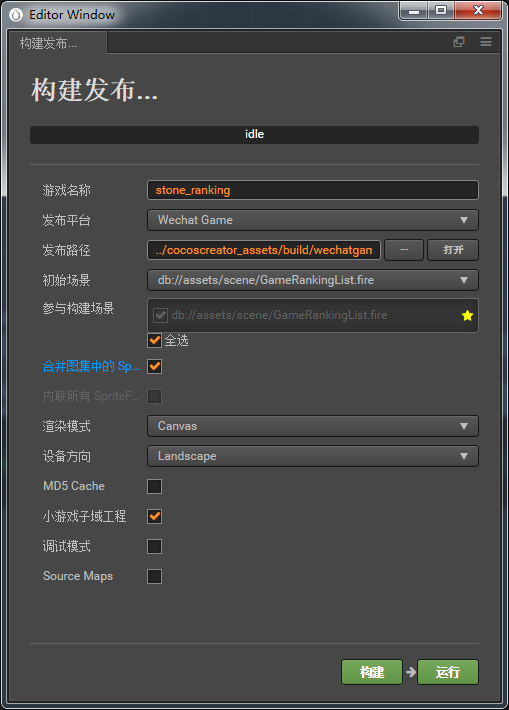 Editor Window
构建发布...
构建发布...
idle
游戏名称 stone_ranking
发布平台 Wechat Game
发布路径 ../cocoscreator_assets/build/wechatgam ... 打开
初始场景 db://assets/scene/GameRankingList.fire
参与构建场景 db://assets/scene/GameRankingList.fire
全选
合并图集中的 Sp...
内联所有 SpriteF...
渲染模式 Canvas
设备方向 Landscape
MD5 Cache
小游戏子域工程
调试模式
Source Maps
构建 运行